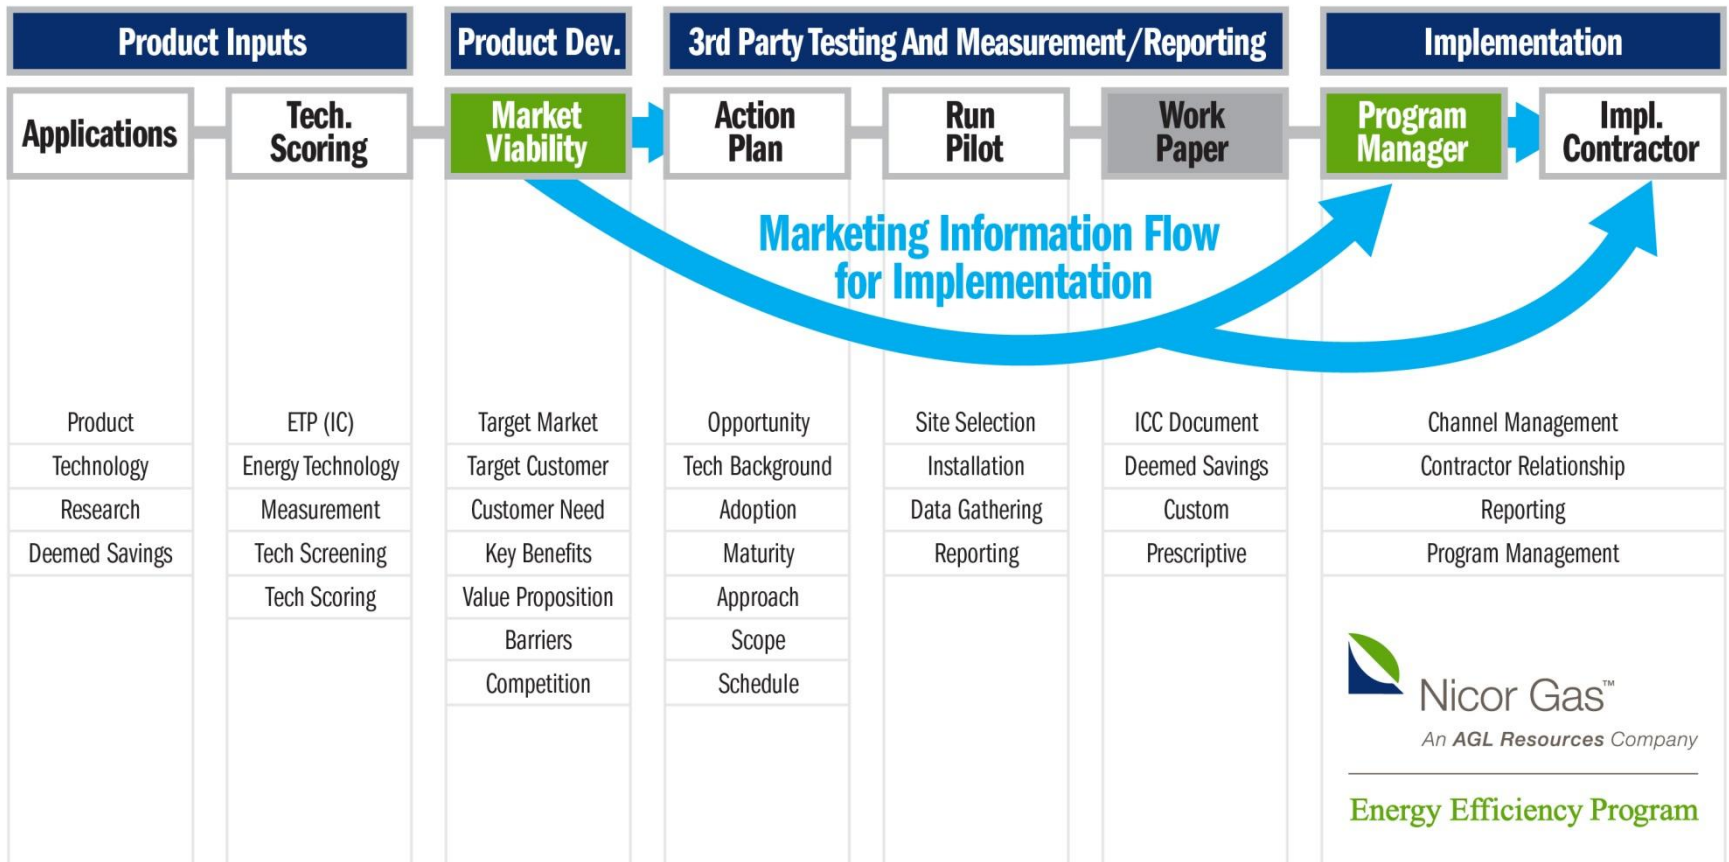 Product Inputs
Product Dev.
3rd Party Testing And Measurement/Reporting
Implementation
Applications
Tech.
Scoring
Market
Viability
Action
Plan
Run
Pilot
Work
Paper
Program
Manager
Impl.
Contractor
Marketing Information Flow
for Implementation
Product
Technology
Research
Deemed Savings
ETP (IC)
Energy Technology
Measurement
Tech Screening
Tech Scoring
Target Market
Target Customer
Customer Need
Key Benefits
Value Proposition
Barriers
Competition
Opportunity
Tech Background
Adoption
Maturity
Approach
Scope
Schedule
Site Selection
Installation
Data Gathering
Reporting
ICC Document
Deemed Savings
Custom
Prescriptive
Channel Management
Contractor Relationship
Reporting
Program Management
Nicor Gas™
An AGL Resources Company
Energy Efficiency Program